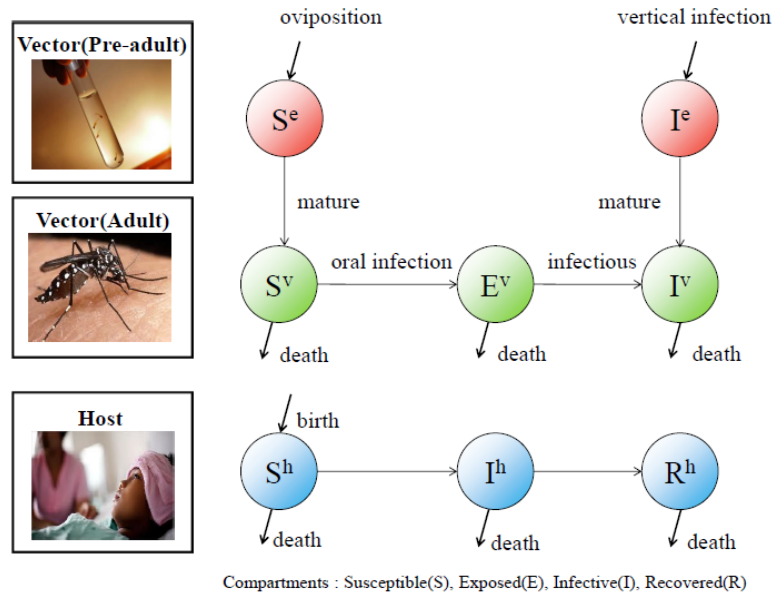 oviposition
vertical infection
Vector(Pre-adult)
Sᵉ
Iᵉ
mature
mature
Vector(Adult)
oral infection
infectious
Sᵛ
Eᵛ
Iᵛ
death
death
death
Host
birth
Sʰ
Iʰ
Rʰ
death
death
death
Compartments : Susceptible(S), Exposed(E), Infective(I), Recovered(R)